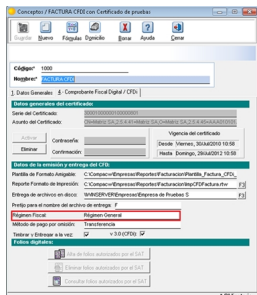 Conceptos / FACTURA CFDI con Certificado de pruebas
Guardar Nuevo Fórmulas Domicilio Borrar Ayuda Cerrar
Código: 1000
Nombre: FACTURA CFDI
1. Datos Generales 4.- Comprobante Fiscal Digital / CFDi
Datos generales del certificado:
Serie del Certificado:
Asunto del Certificado:
Activar
Eliminar
Contraseña:
Confirmación:
Vigencia del certificado
Desde Viernes, 30/Jul/2010 10:58
Hasta Domingo, 29/Jul/2012 10:58
Datos de la emisión y entrega del CFD:
Plantilla de Formato Amigable: C:\Compacw\Empresas\Reportes\Facturacion\Plantilla_Factura_CFDi_
Reporte Formato de Impresión: C:\Compacw\Empresas\Reportes\Facturacion\ImpCFDFactura.rtw F3
Entrega de archivos en disco: \Empresas\Empresa de Pruebas S F3
Prefijo para el nombre del archivo de entrega: F
Régimen Fiscal: Régimen General
Método de pago por omisión: Transferencia
Timbrar y Entregar a la vez: v 3.0 (CFDI):
Folios digitales:
Alta de folios autorizados por el SAT
Eliminar folios autorizados por el SAT
Consulta folios autorizados por el SAT